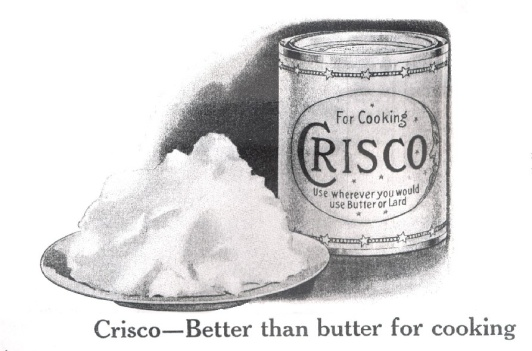 For Cooking
CRISCO
Use wherever you would
use Butter or Lard
Crisco—Better than butter for cooking